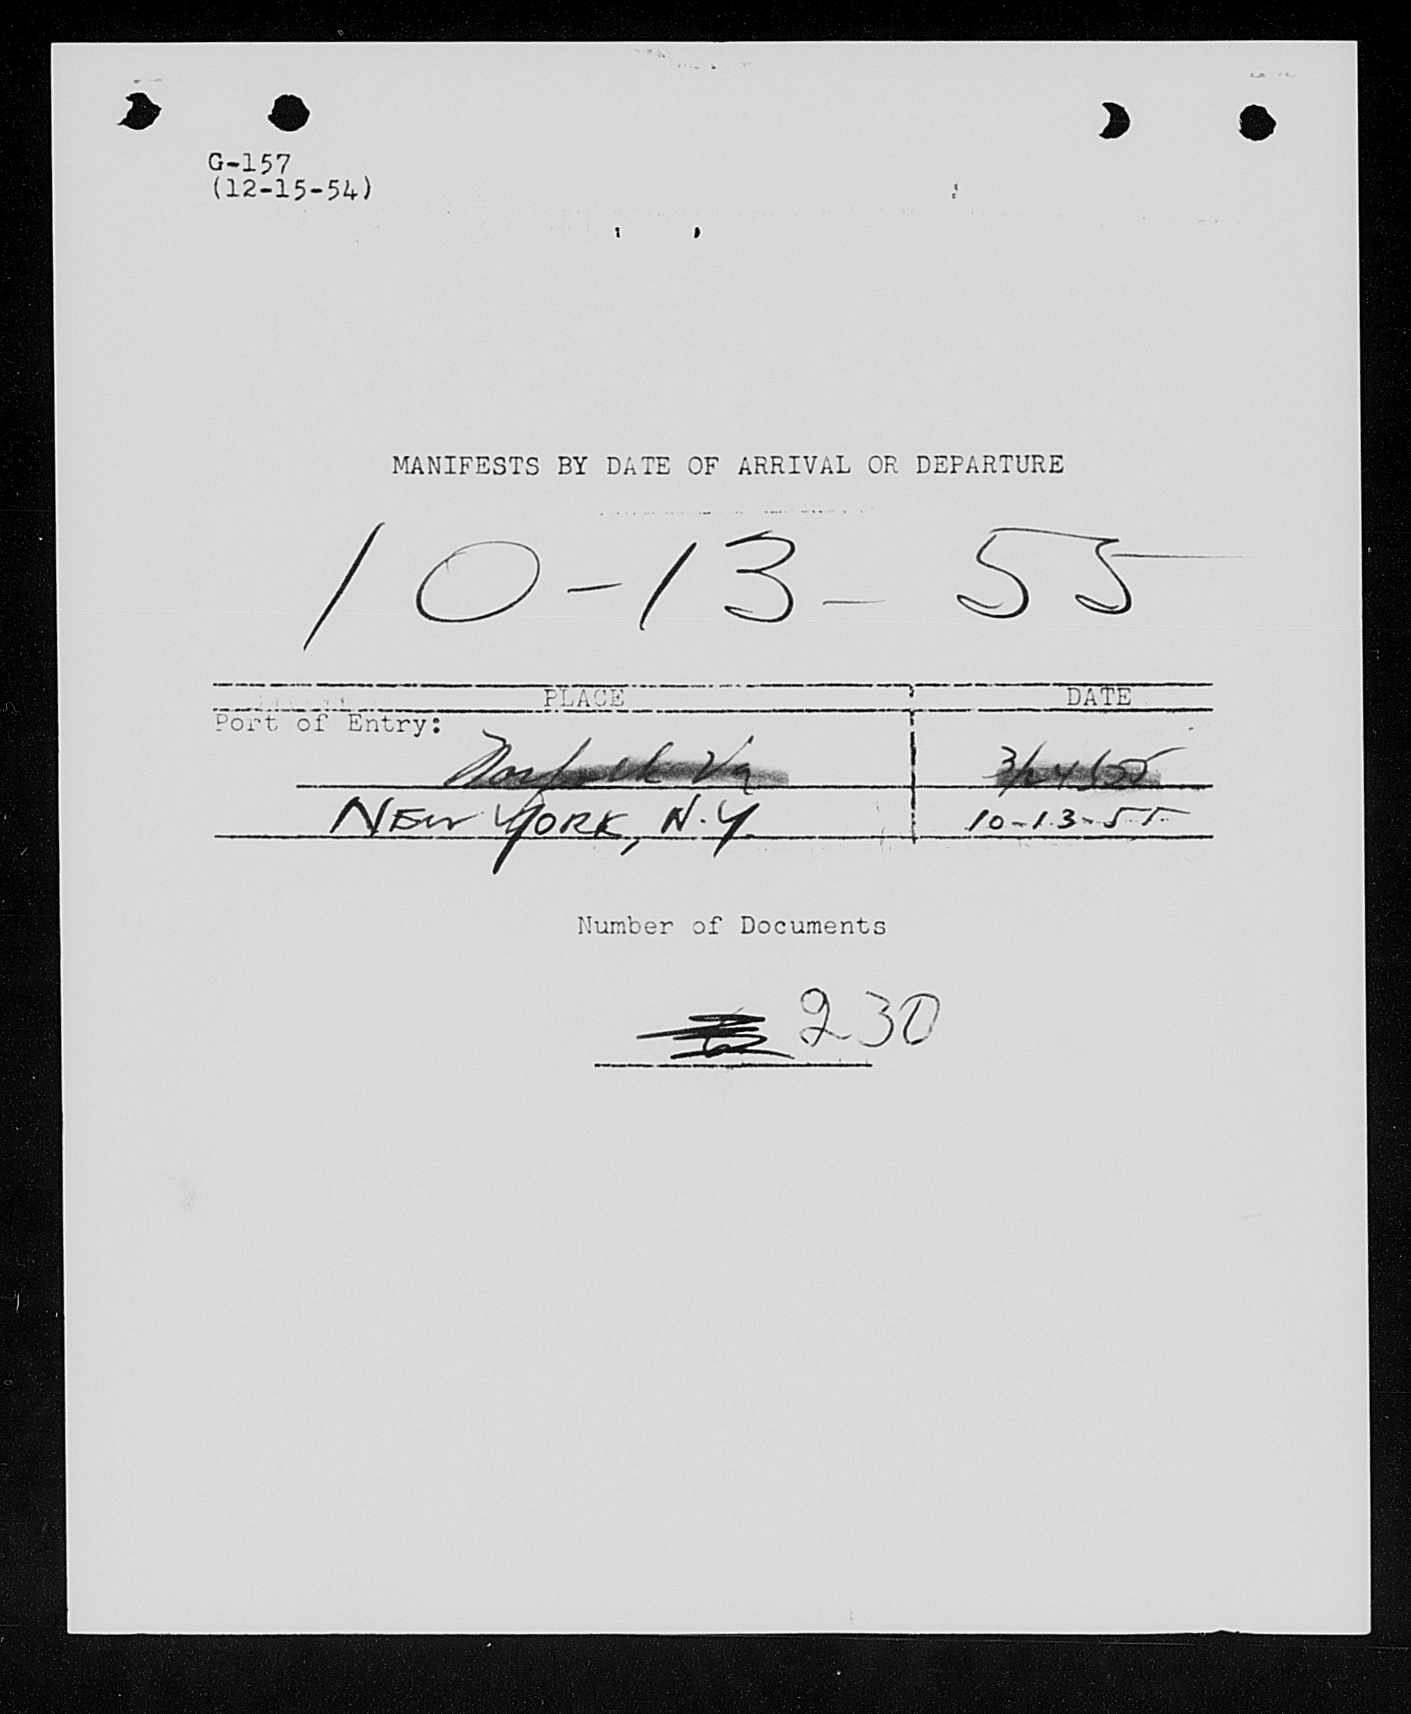 G-157
(12-15-54)
MANIFESTS BY DATE OF ARRIVAL OR DEPARTURE
10-13-55
PLACE DATE
Port of Entry:
Norfolk Va 3/24/55
NEW YORK, N.Y. 10-13-55
Number of Documents
230